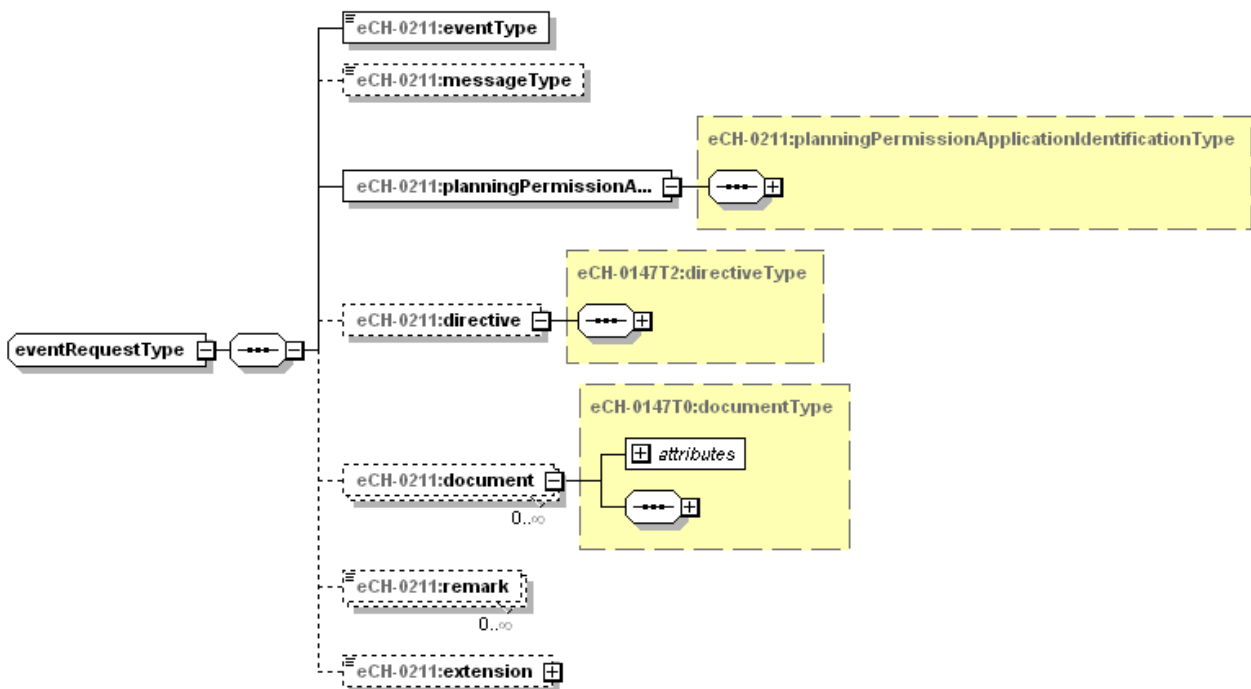 eCH-0211:eventType
eCH-0211:messageType
eCH-0211:planningPermissionApplicationIdentificationType
eCH-0211:planningPermissionA...
eCH-0147T2:directiveType
eCH-0211:directive
eventRequestType
eCH-0147T0:documentType
attributes
eCH-0211:document
0..∞
eCH-0211:remark
0..∞
eCH-0211:extension